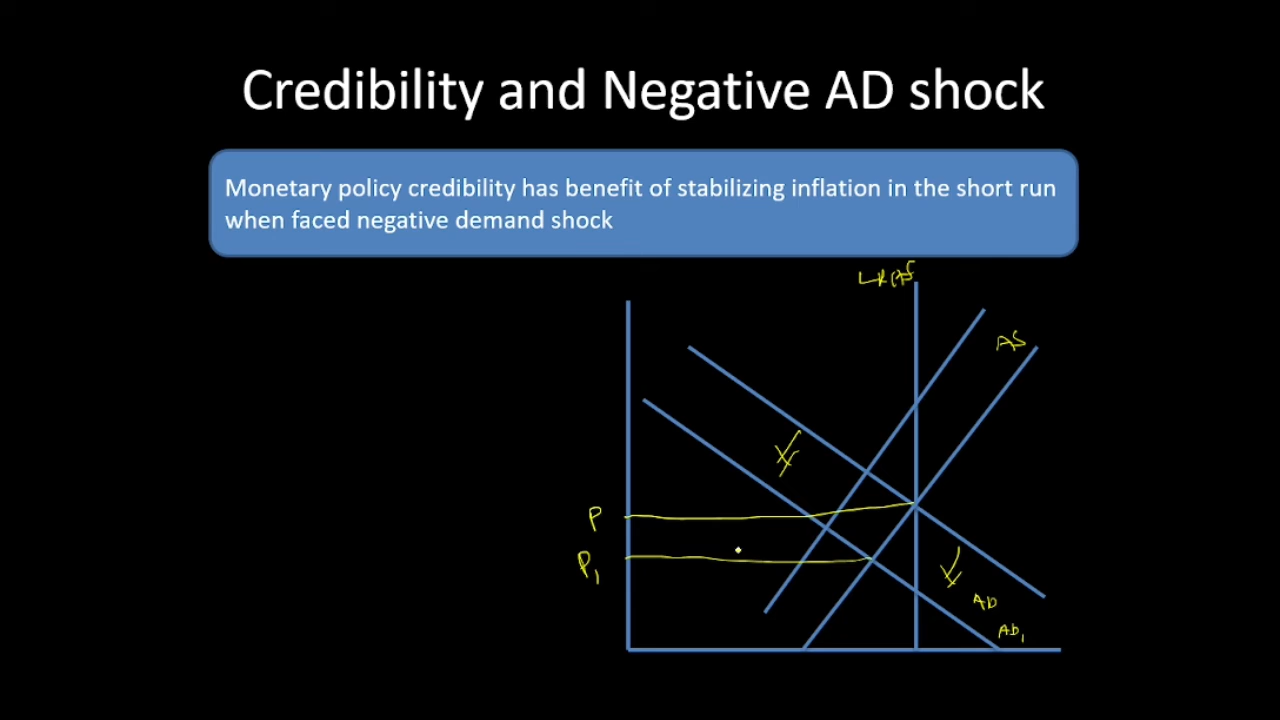 Credibility and Negative AD shock
Monetary policy credibility has benefit of stabilizing inflation in the short run
when faced negative demand shock
AS
P
P1
AD
AD1